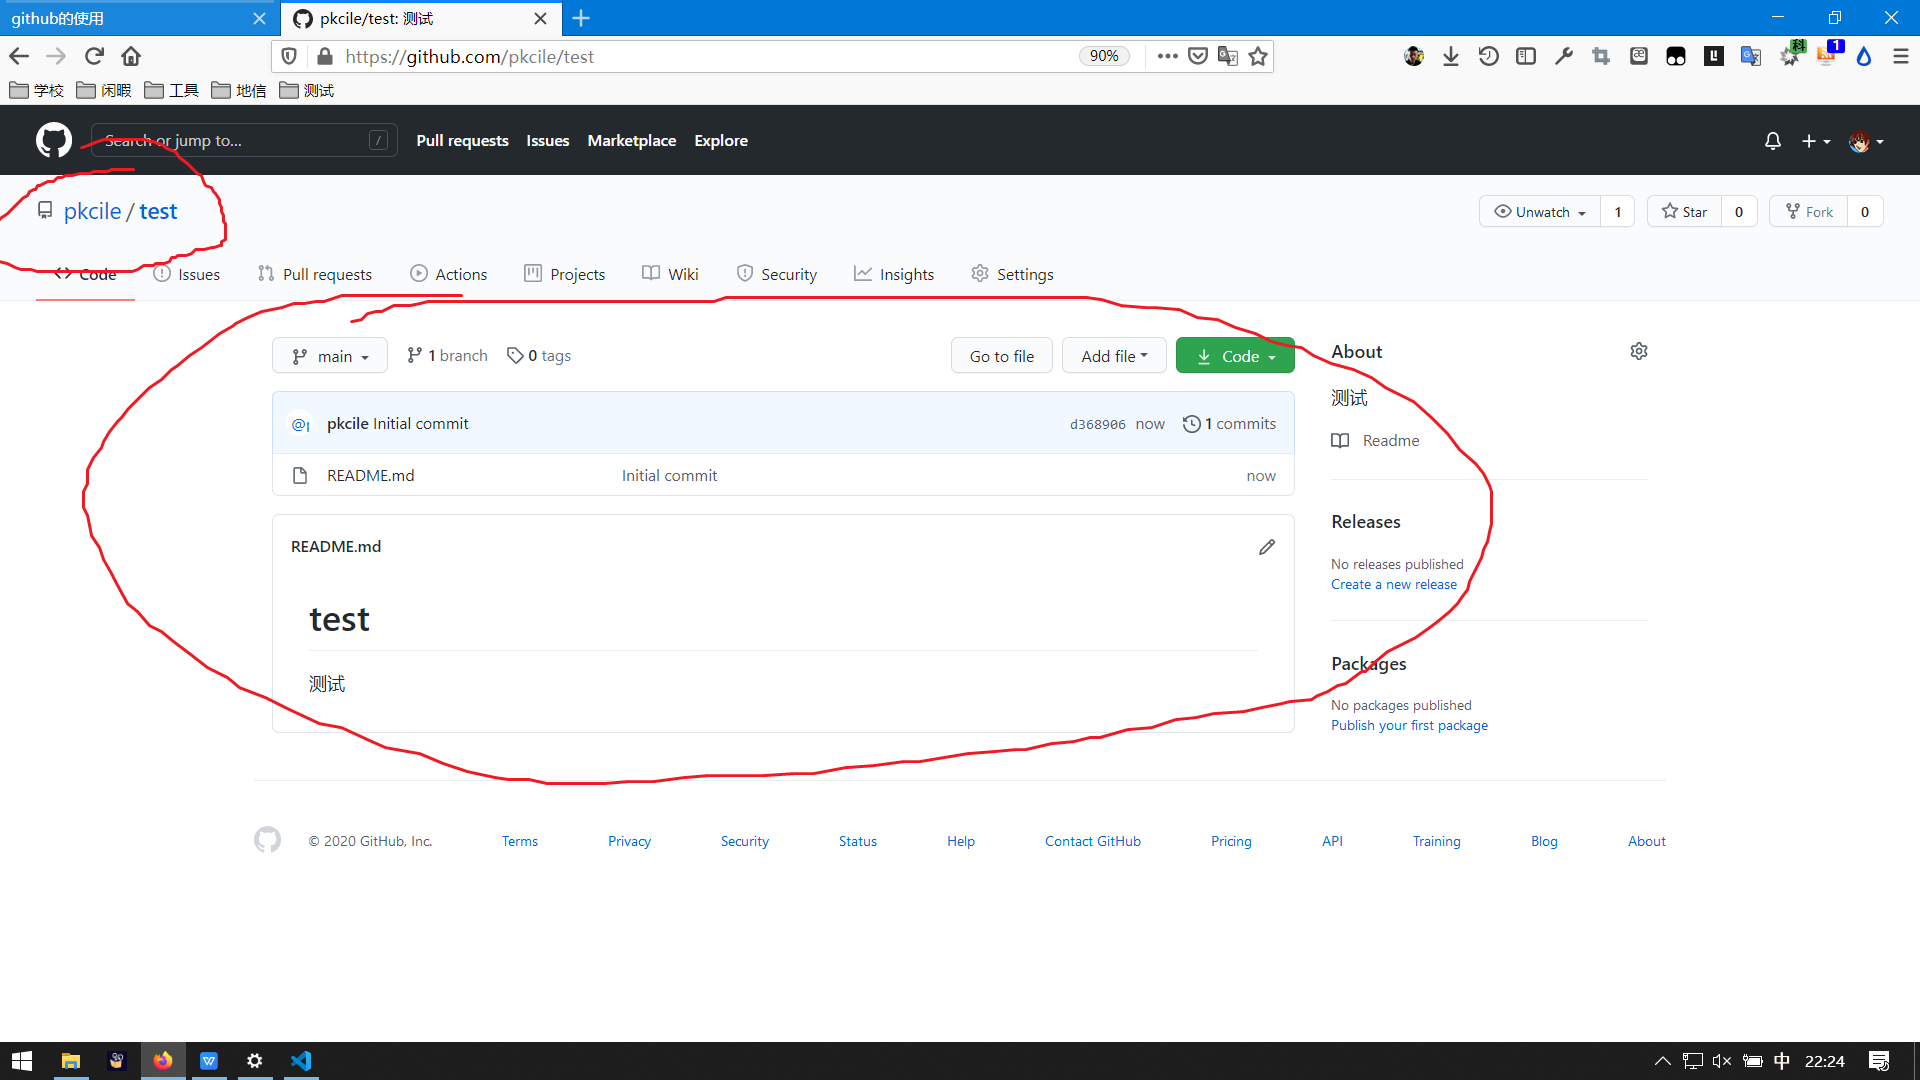 github的使用
pkcile/test: 测试
https://github.com/pkcile/test
90%
1
科
学校 闲暇 工具 地信 测试
Search or jump to...
/
Pull requests Issues Marketplace Explore
pkcile / test
Unwatch 1 Star 0 Fork 0
Code Issues Pull requests Actions Projects Wiki Security Insights Settings
main 1 branch 0 tags
Go to file Add file Code
pkcile Initial commit d368906 now 1 commits
README.md Initial commit now
README.md
test
测试
About
测试
Readme
Releases
No releases published
Create a new release
Packages
No packages published
Publish your first package
© 2020 GitHub, Inc. Terms Privacy Security Status Help Contact GitHub Pricing API Training Blog About
中 22:24